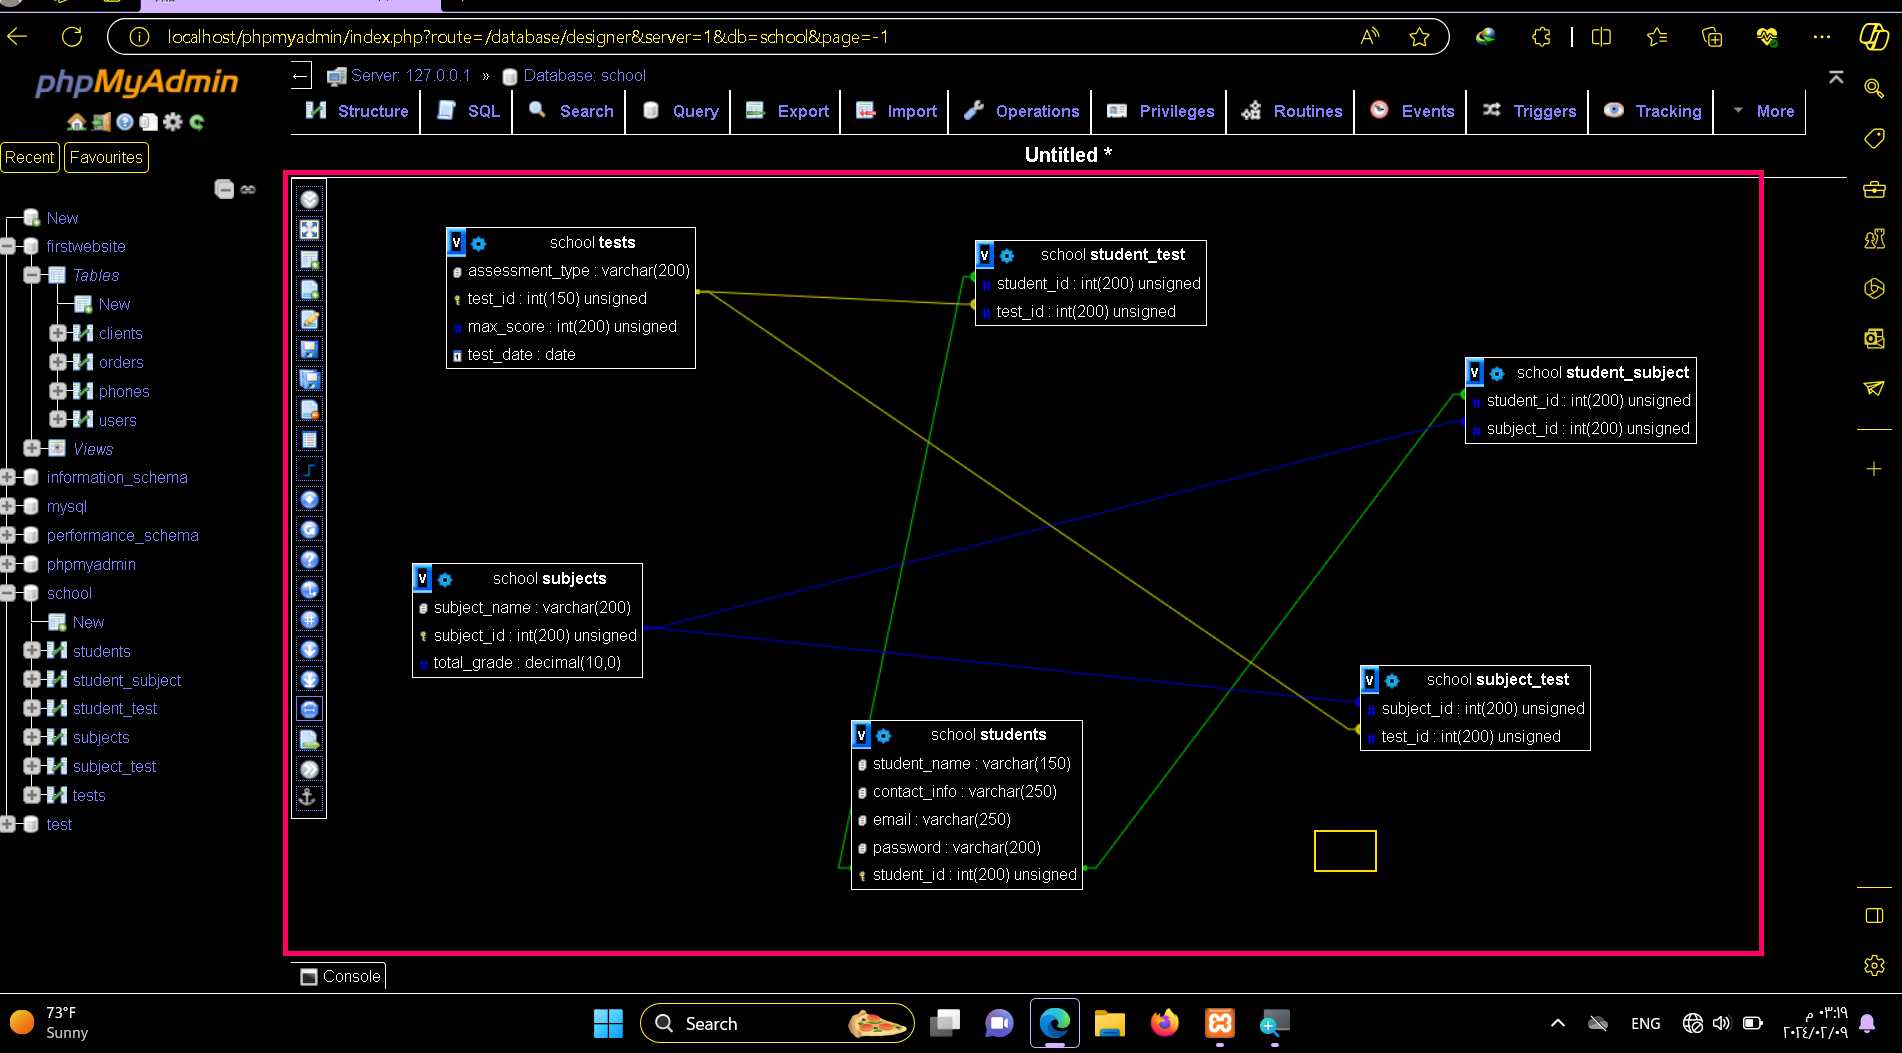 localhost/phpmyadmin/index.php?route=/database/designer&server=1&db=school&page=-1
phpMyAdmin
Recent
Favourites
New
firstwebsite
Tables
New
clients
orders
phones
users
Views
information_schema
mysql
performance_schema
phpmyadmin
school
New
students
student_subject
student_test
subjects
subject_test
tests
test
Server: 127.0.0.1 » Database: school
Structure SQL Search Query Export Import Operations Privileges Routines Events Triggers Tracking More
Untitled *
v school tests
assessment_type : varchar(200)
test_id : int(150) unsigned
max_score : int(200) unsigned
test_date : date
v school student_test
student_id : int(200) unsigned
test_id : int(200) unsigned
v school student_subject
student_id : int(200) unsigned
subject_id : int(200) unsigned
v school subjects
subject_name : varchar(200)
subject_id : int(200) unsigned
total_grade : decimal(10,0)
v school subject_test
subject_id : int(200) unsigned
test_id : int(200) unsigned
v school students
student_name : varchar(150)
contact_info : varchar(250)
email : varchar(250)
password : varchar(200)
student_id : int(200) unsigned
Console
73°F
Sunny
Search
ENG
٠٣:١٩ م
٢٠٢٤/٠٢/٠٩